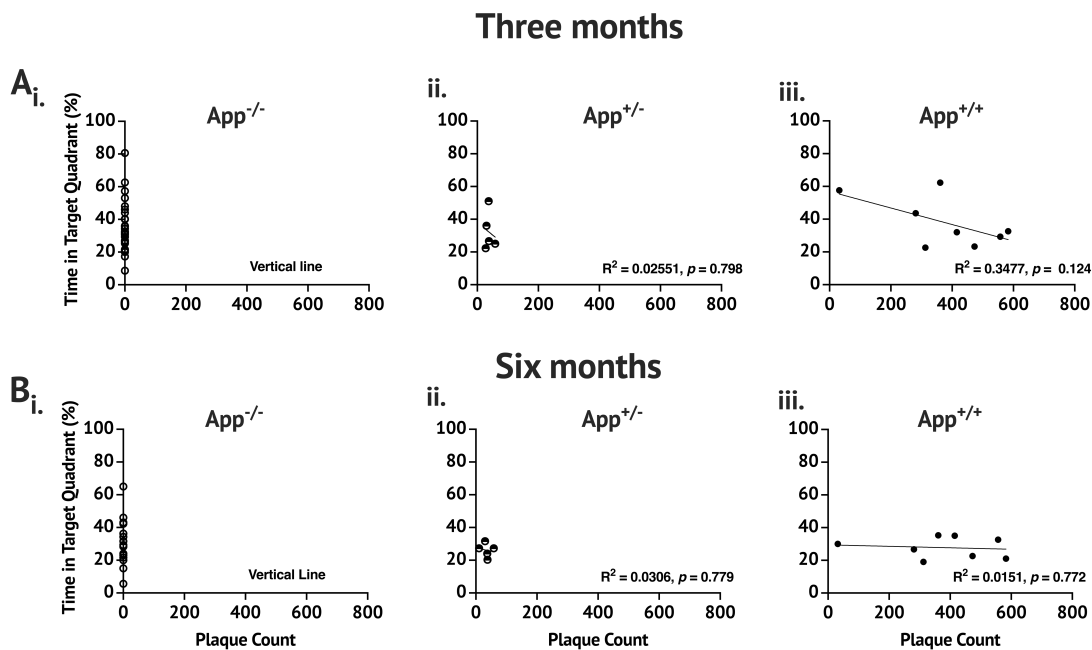 Three months
A i. ii. iii.
App-/- App+/- App+/+
Time in Target Quadrant (%)
100 100 100
80 80 80
60 60 60
40 40 40
20 20 20
0 0 0
Vertical line R2 = 0.02551, p = 0.798 R2 = 0.3477, p = 0.124
0 200 400 600 800 0 200 400 600 800 0 200 400 600 800
Six months
B i. ii. iii.
App-/- App+/- App+/+
Time in Target Quadrant (%)
100 100 100
80 80 80
60 60 60
40 40 40
20 20 20
0 0 0
Vertical Line R2 = 0.0306, p = 0.779 R2 = 0.0151, p = 0.772
0 200 400 600 800 0 200 400 600 800 0 200 400 600 800
Plaque Count Plaque Count Plaque Count